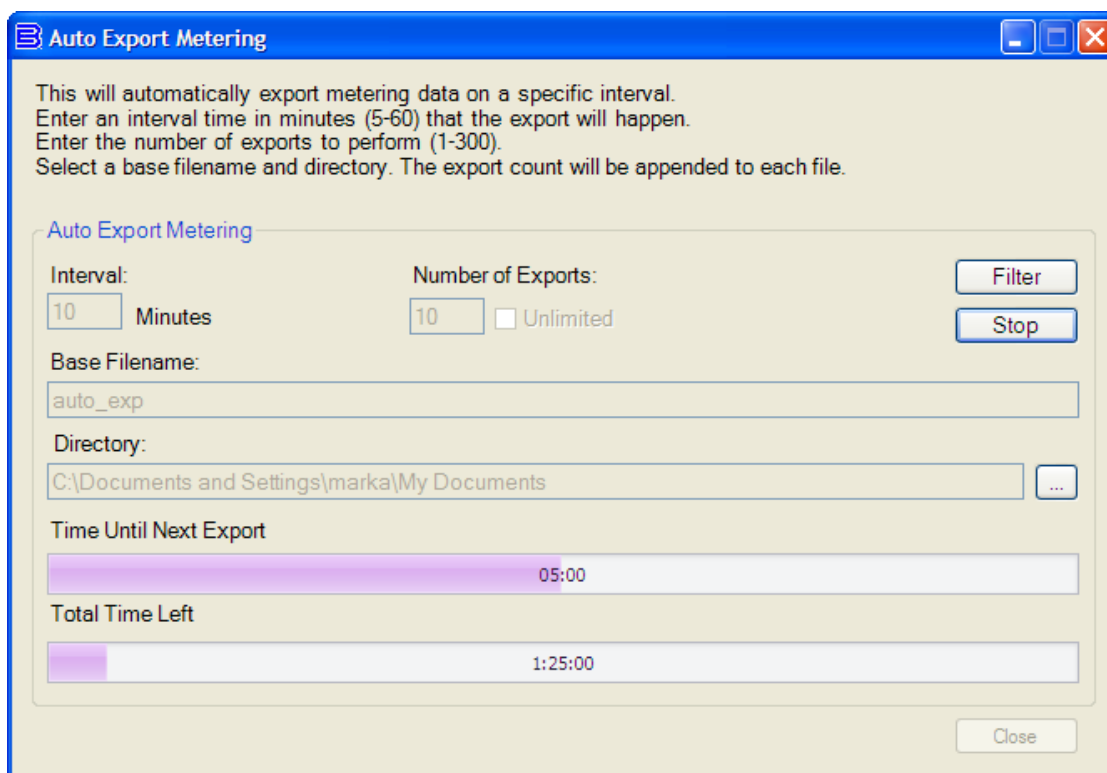 Auto Export Metering
This will automatically export metering data on a specific interval.
Enter an interval time in minutes (5-60) that the export will happen.
Enter the number of exports to perform (1-300).
Select a base filename and directory. The export count will be appended to each file.
Auto Export Metering
Interval: Number of Exports: Filter
10 Minutes 10 Unlimited Stop
Base Filename:
auto_exp
Directory:
C:\Documents and Settings\marka\My Documents ...
Time Until Next Export
05:00
Total Time Left
1:25:00
Close